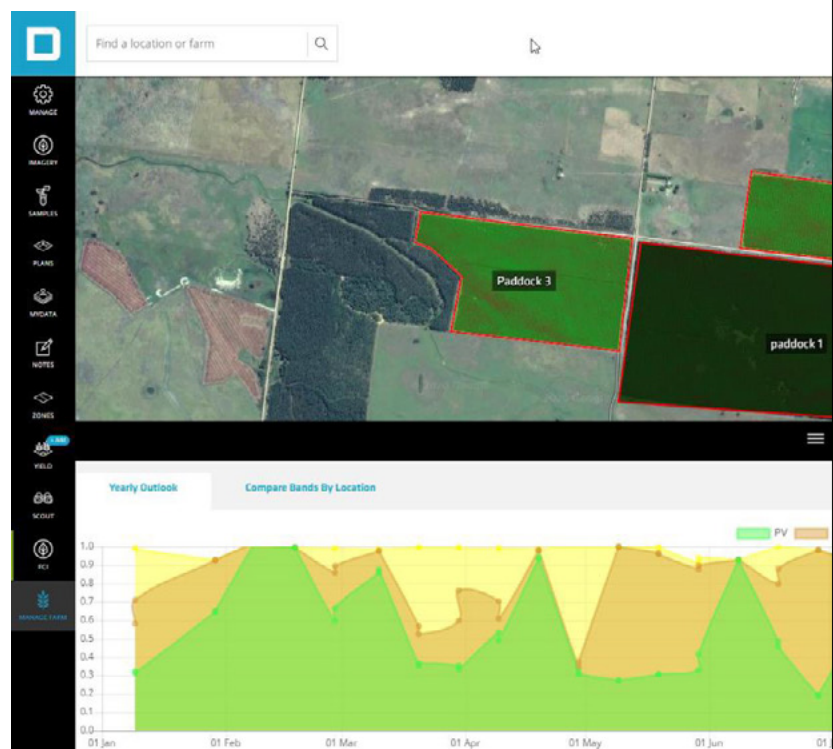 Find a location or farm
MANAGE
IMAGERY
SAMPLES
PLANS
MYDATA
NOTES
ZONES
YIELD
SCOUT
FCI
MANAGE FARM
Paddock 3
paddock 1
Yearly Outlook
Compare Bands By Location
PV
1.0
0.9
0.8
0.7
0.6
0.5
0.4
0.3
0.2
0.1
0.0
01 Jan
01 Feb
01 Mar
01 Apr
01 May
01 Jun